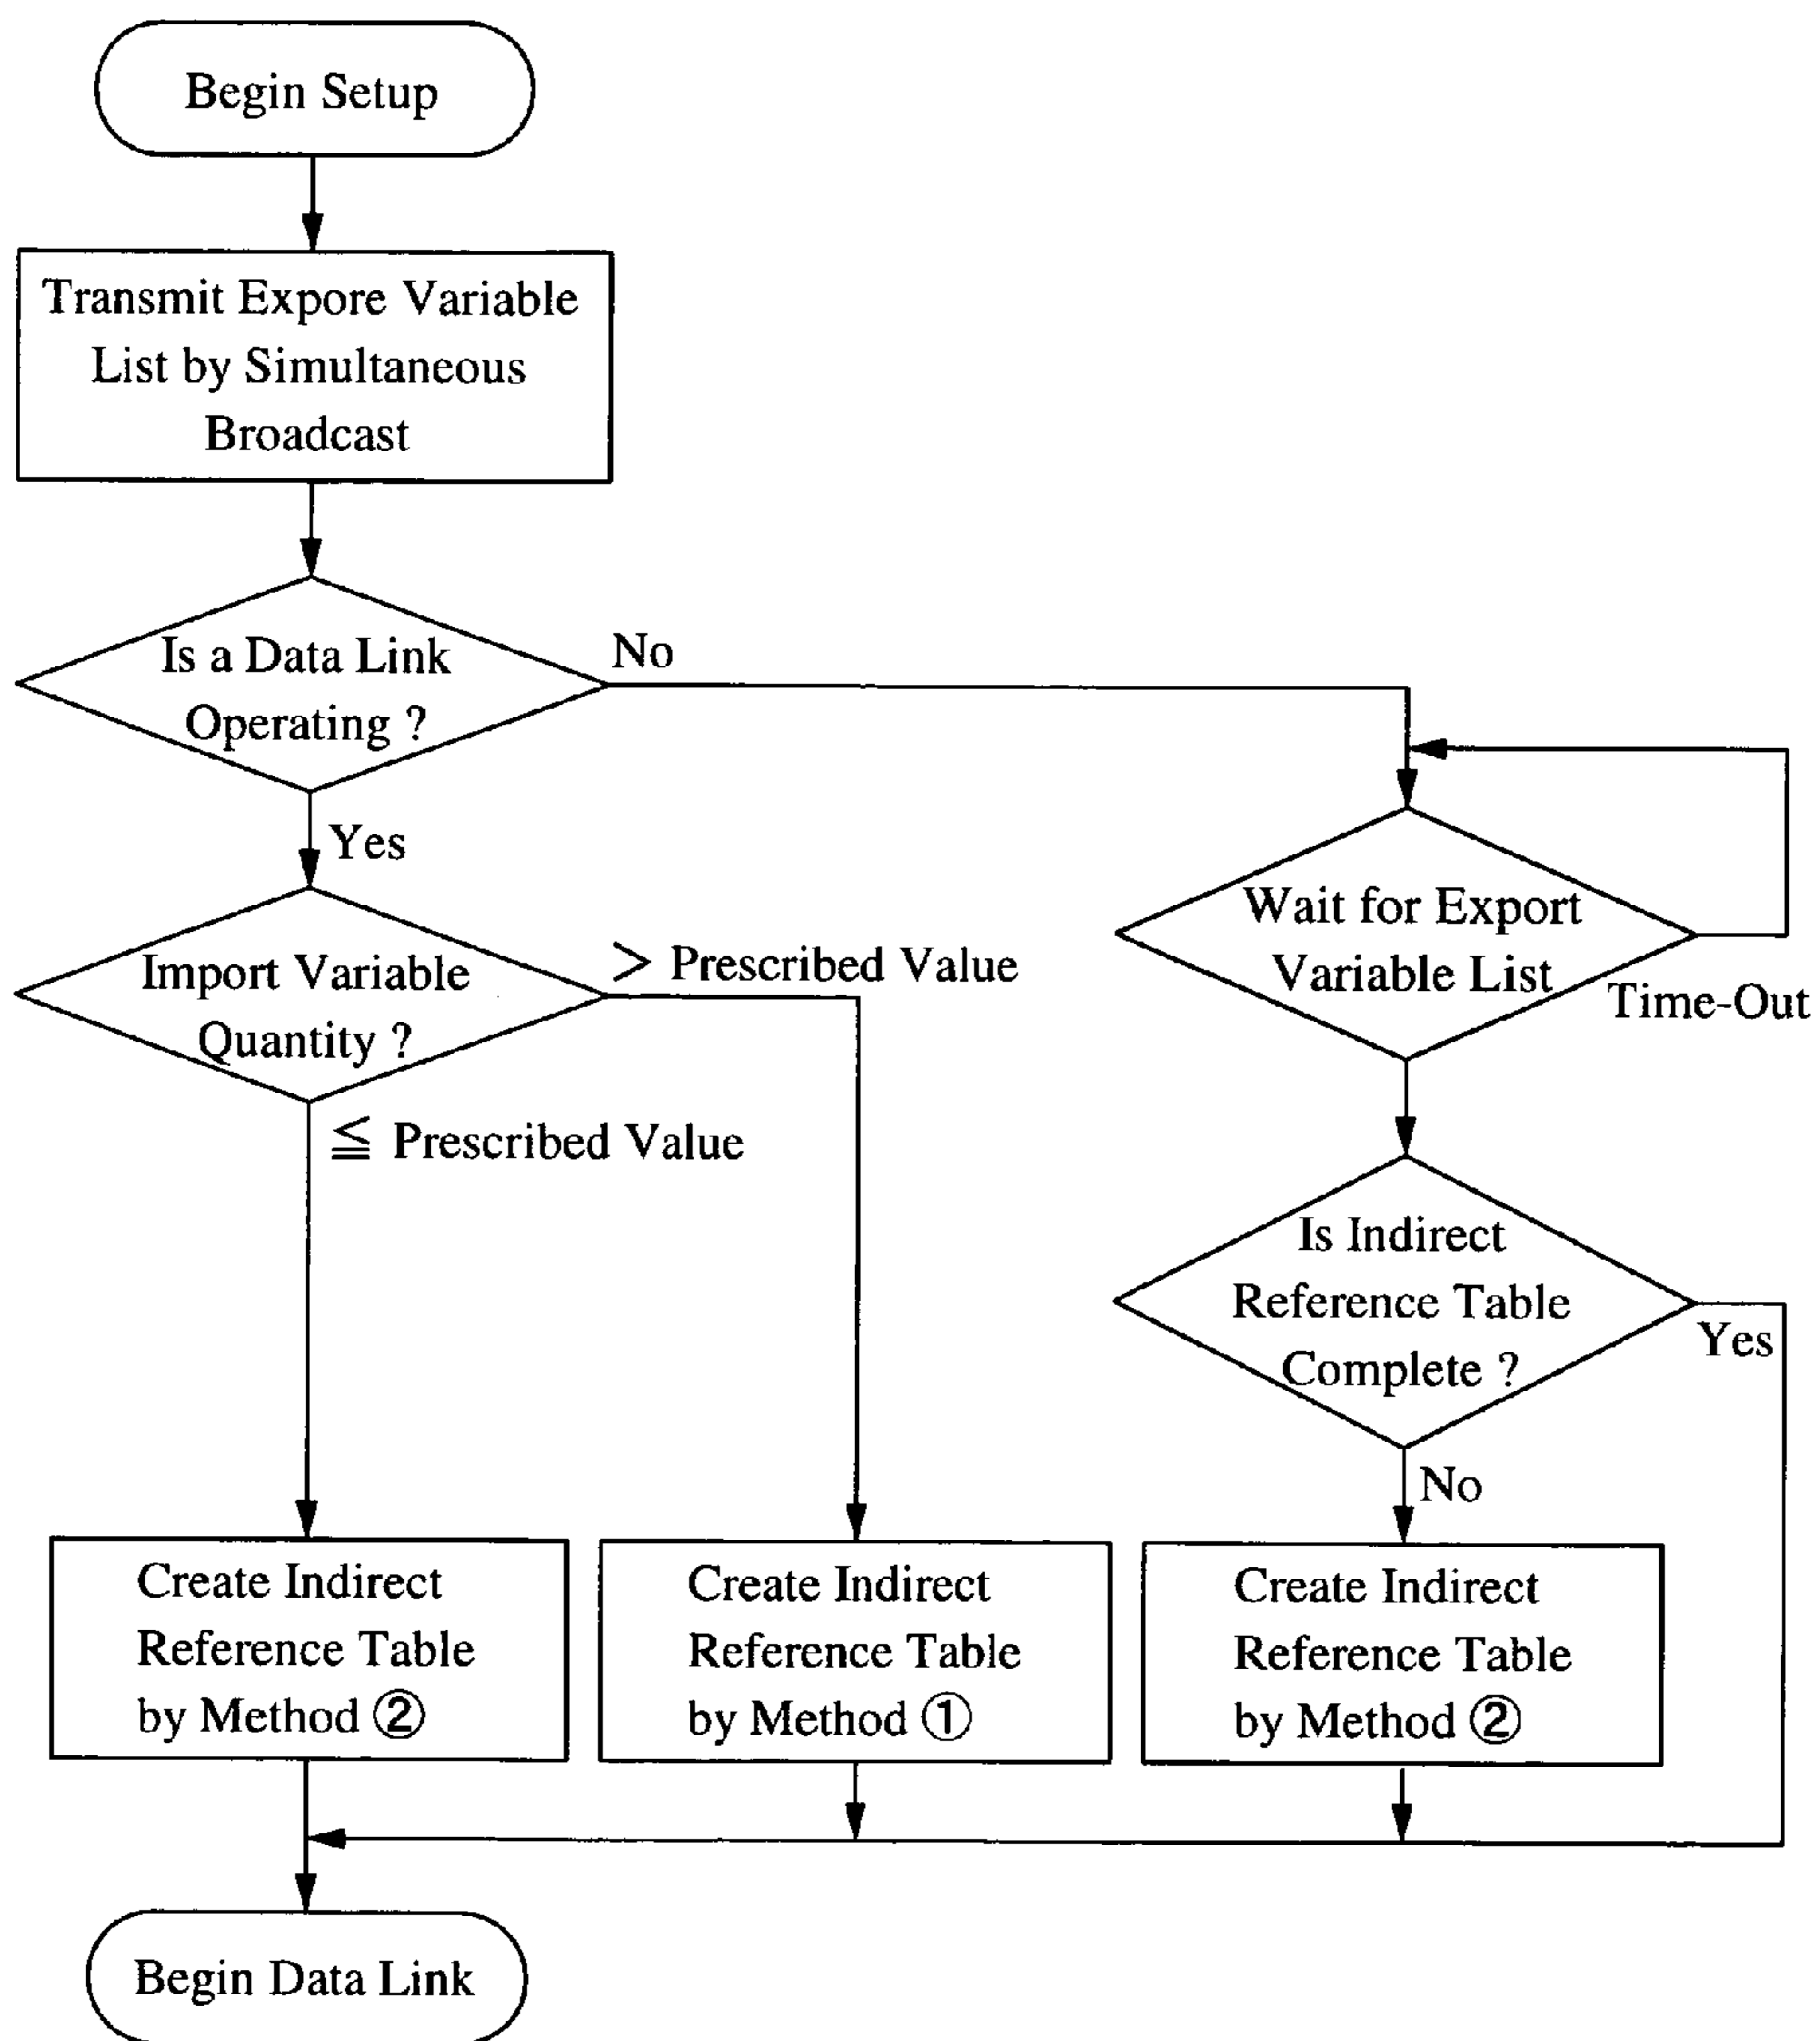 Begin Setup
Transmit Expore Variable
List by Simultaneous
Broadcast
Is a Data Link
Operating ?
No
Yes
Import Variable
Quantity ?
> Prescribed Value
≦ Prescribed Value
Wait for Export
Variable List
Time-Out
Is Indirect
Reference Table
Complete ?
Yes
No
Create Indirect
Reference Table
by Method ②
Create Indirect
Reference Table
by Method ①
Create Indirect
Reference Table
by Method ②
Begin Data Link